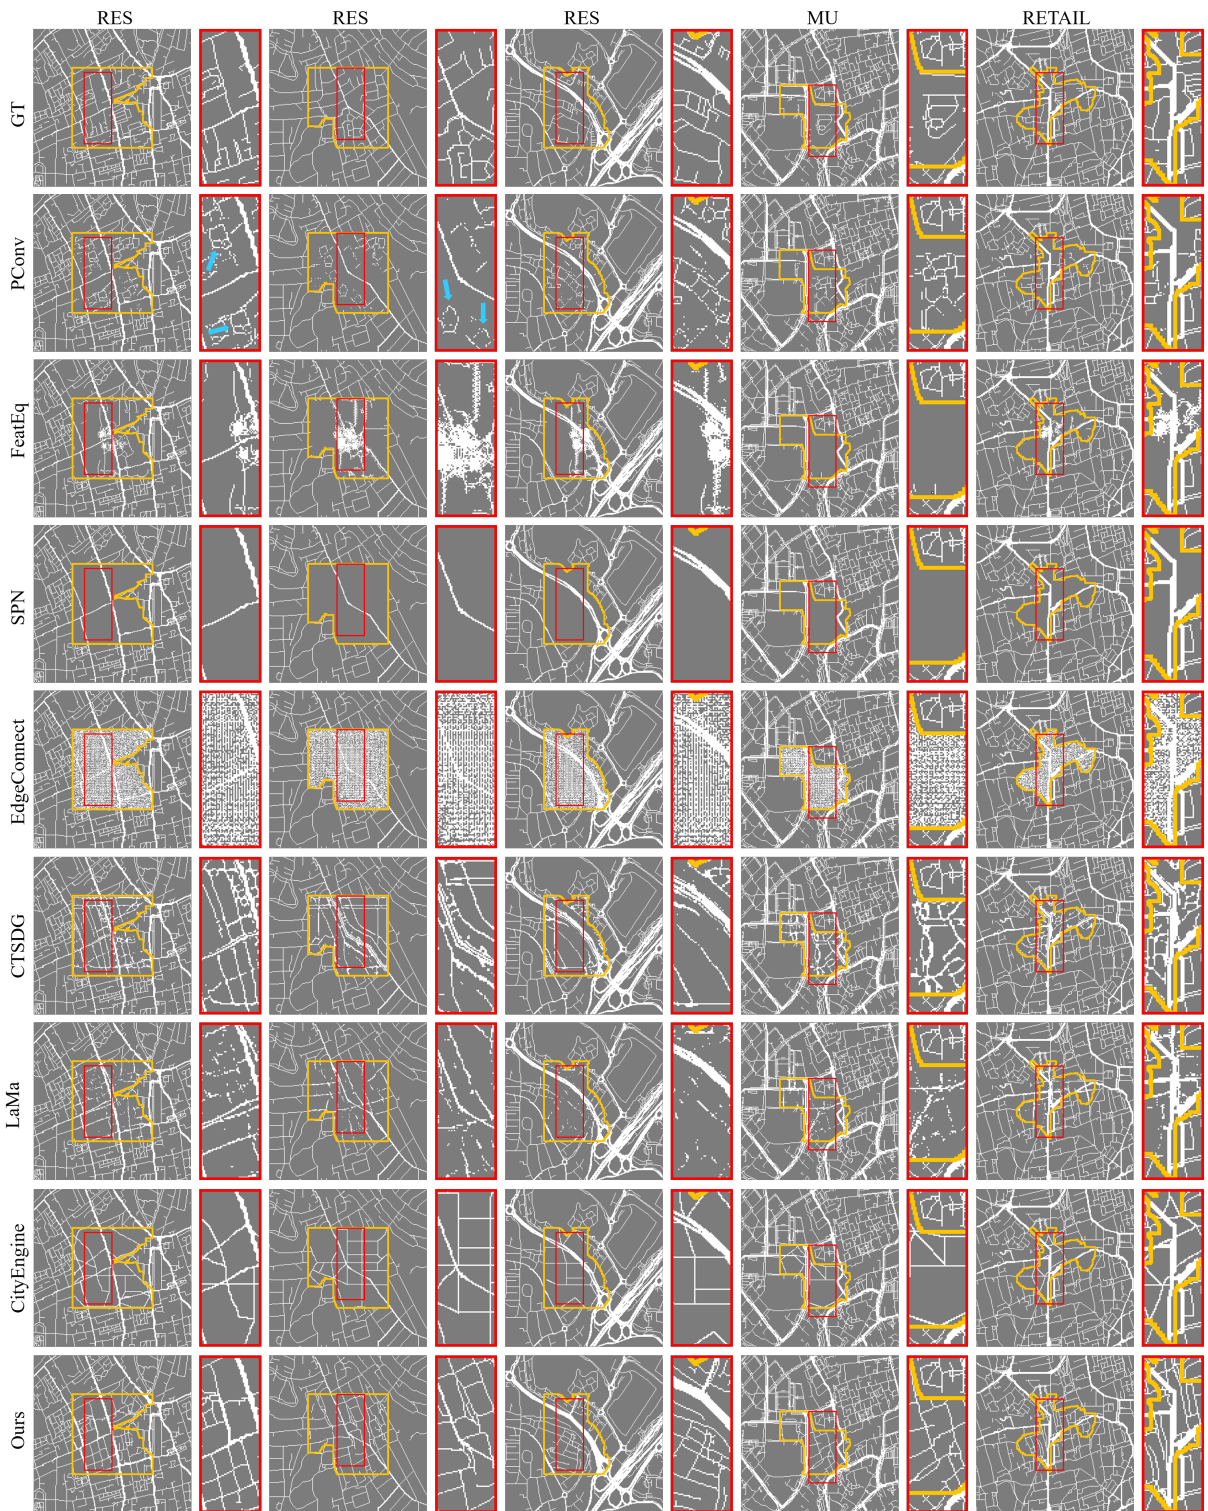 RES RES RES MU RETAIL
GT
PConv
FeatEq
SPN
EdgeConnect
CTSDG
LaMa
CityEngine
Ours